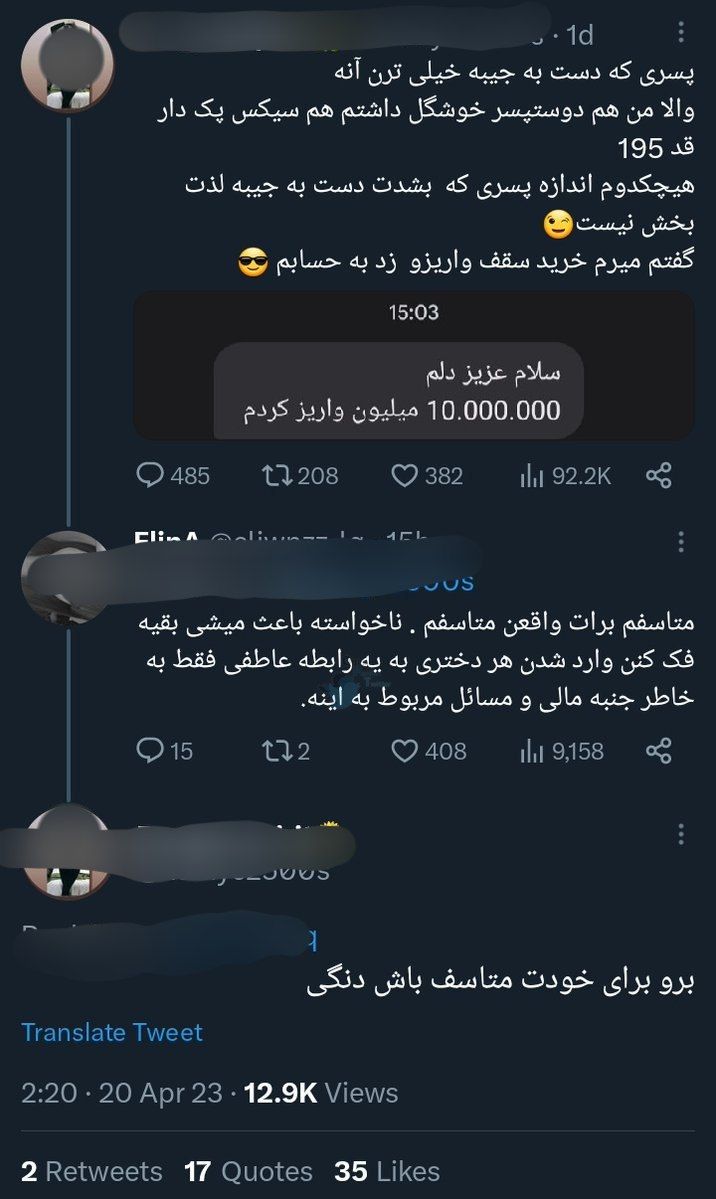 1d
پسری که دست به جیبه خیلی ترن آنه
والا من هم دوستپسر خوشگل داشتم هم سیکس پک دار
قد 195
هیچکدوم اندازه پسری که بشدت دست به جیبه لذت
بخش نیست😉
گفتم میرم خرید سقف واریزو زد به حسابم 😎
15:03
سلام عزیز دلم
10.000.000 میلیون واریز کردم
485 208 382 92.2K
متاسفم برات واقعن متاسفم . ناخواسته باعث میشی بقیه
فک کنن وارد شدن هر دختری به یه رابطه عاطفی فقط به
خاطر جنبه مالی و مسائل مربوط به اینه.
15 2 408 9,158
برو برای خودت متاسف باش دنگی
Translate Tweet
2:20 · 20 Apr 23 · 12.9K Views
2 Retweets 17 Quotes 35 Likes